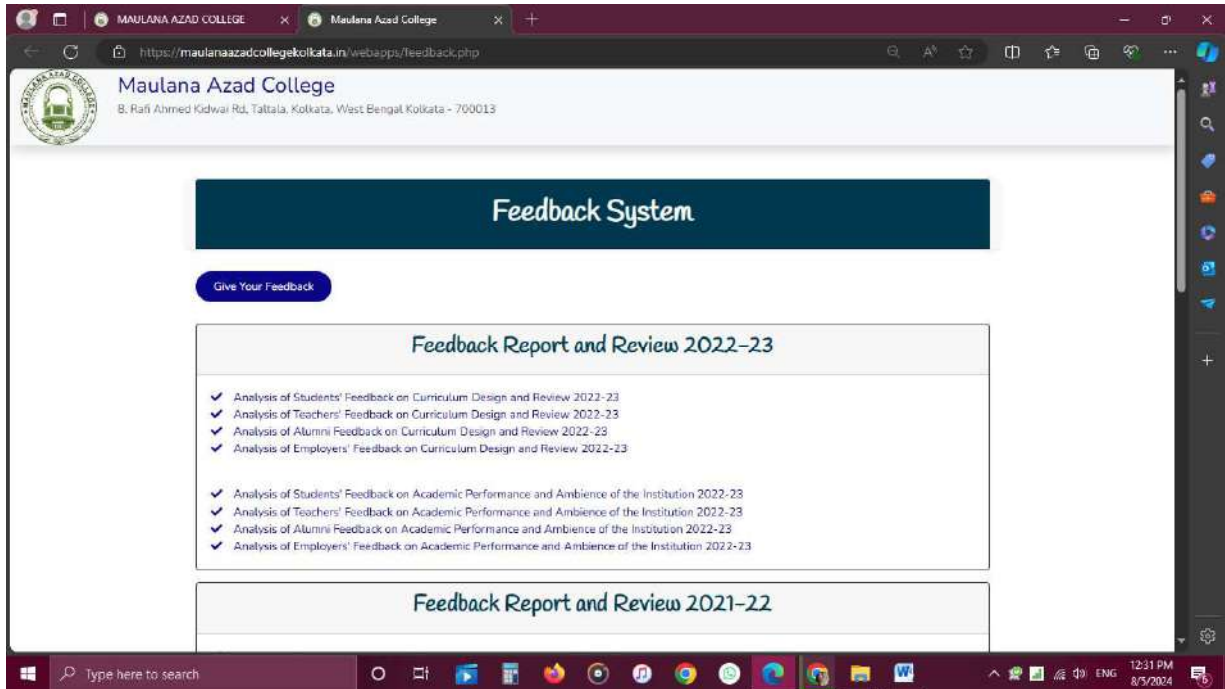 MAULANA AZAD COLLEGE
Maulana Azad College
https://maulanaazadcollegekolkata.in/webapps/feedback.php
Maulana Azad College
8, Rafi Ahmed Kidwai Rd, Taltala, Kolkata, West Bengal Kolkata - 700013
Feedback System
Give Your Feedback
Feedback Report and Review 2022-23
Analysis of Students' Feedback on Curriculum Design and Review 2022-23
Analysis of Teachers' Feedback on Curriculum Design and Review 2022-23
Analysis of Alumni Feedback on Curriculum Design and Review 2022-23
Analysis of Employers' Feedback on Curriculum Design and Review 2022-23
Analysis of Students' Feedback on Academic Performance and Ambience of the Institution 2022-23
Analysis of Teachers' Feedback on Academic Performance and Ambience of the Institution 2022-23
Analysis of Alumni Feedback on Academic Performance and Ambience of the Institution 2022-23
Analysis of Employers' Feedback on Academic Performance and Ambience of the Institution 2022-23
Feedback Report and Review 2021-22
Type here to search
ENG
12:31 PM
8/5/2024